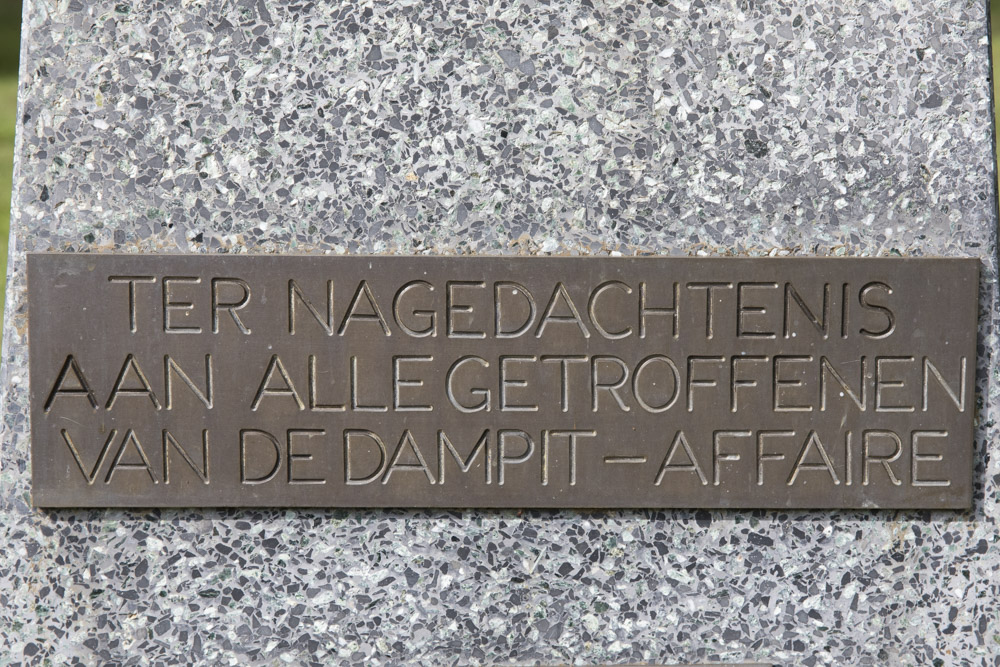 TER NAGEDACHTENIS
AAN ALLE GETROFFENEN
VAN DE DAMPIT – AFFAIRE